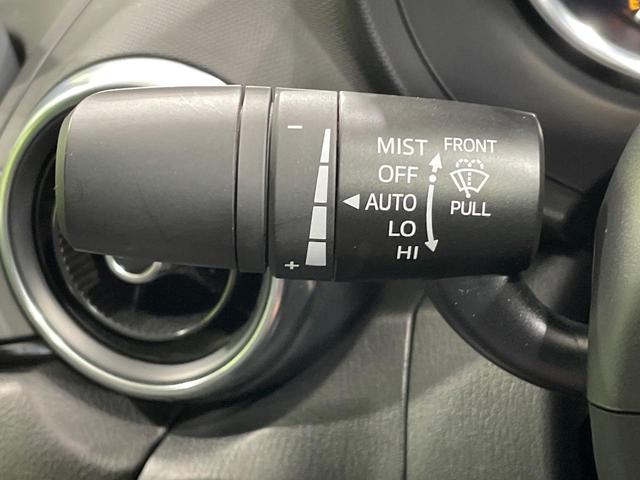 MIST FRONT
OFF
AUTO PULL
LO
HI
−
+